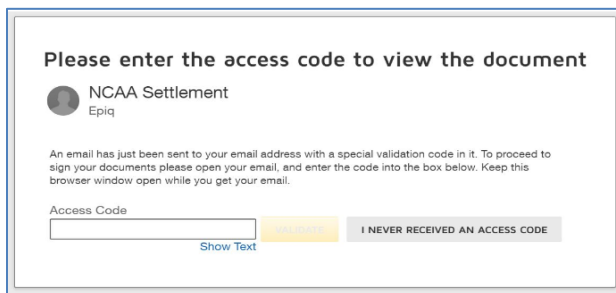 Please enter the access code to view the document
NCAA Settlement
Epiq
An email has just been sent to your email address with a special validation code in it. To proceed to
sign your documents please open your email, and enter the code into the box below. Keep this
browser window open while you get your email.
Access Code
VALIDATE
I NEVER RECEIVED AN ACCESS CODE
Show Text